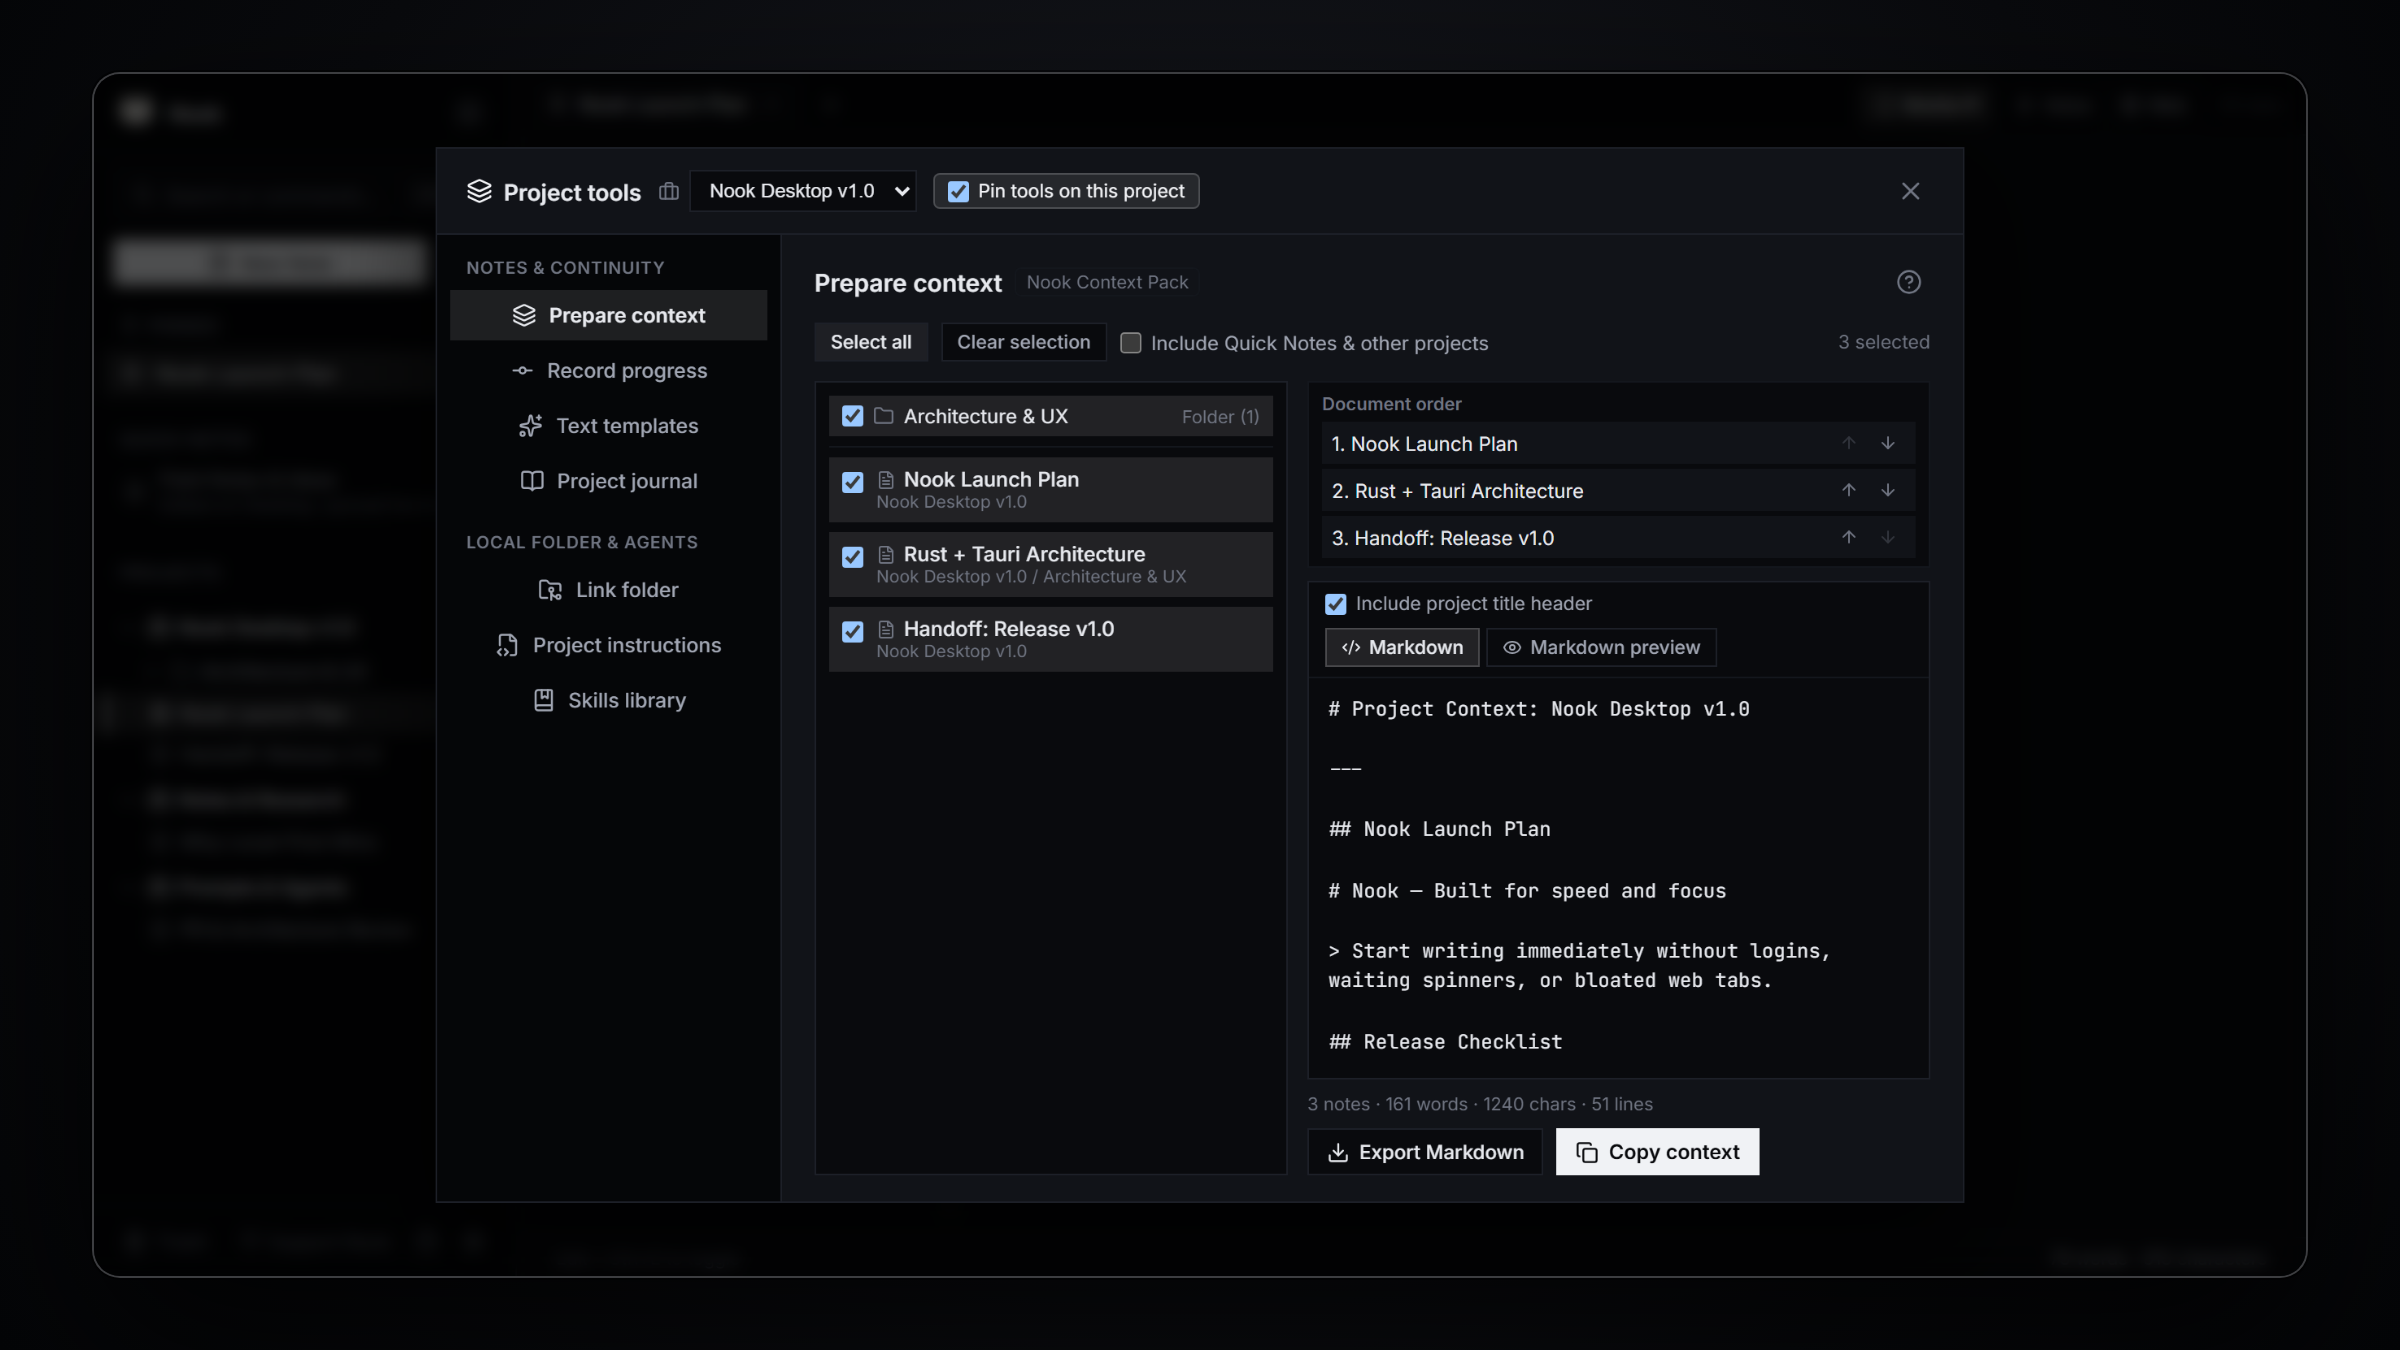 Project tools
Nook Desktop v1.0
Pin tools on this project
NOTES & CONTINUITY
Prepare context
Record progress
Text templates
Project journal
LOCAL FOLDER & AGENTS
Link folder
Project instructions
Skills library
Prepare context
Nook Context Pack
Select all
Clear selection
Include Quick Notes & other projects
3 selected
Architecture & UX
Folder (1)
Nook Launch Plan
Nook Desktop v1.0
Rust + Tauri Architecture
Nook Desktop v1.0 / Architecture & UX
Handoff: Release v1.0
Nook Desktop v1.0
Document order
1. Nook Launch Plan
2. Rust + Tauri Architecture
3. Handoff: Release v1.0
Include project title header
</> Markdown
Markdown preview
# Project Context: Nook Desktop v1.0
---
## Nook Launch Plan
# Nook — Built for speed and focus
> Start writing immediately without logins,
waiting spinners, or bloated web tabs.
## Release Checklist
3 notes · 161 words · 1240 chars · 51 lines
Export Markdown
Copy context